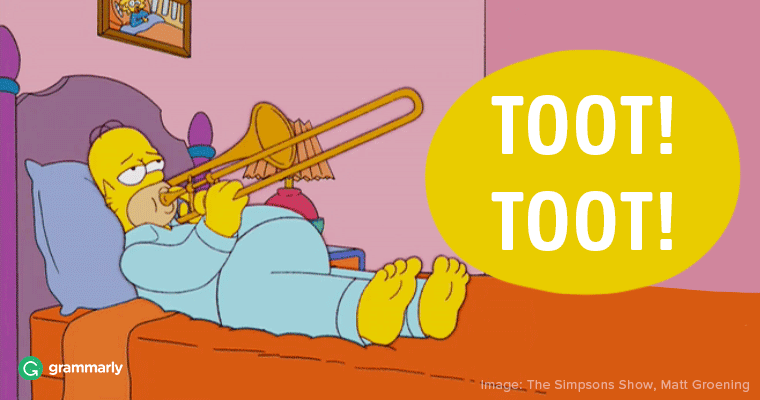 TOOT!
TOOT!
grammarly
Image: The Simpsons Show, Matt Groening